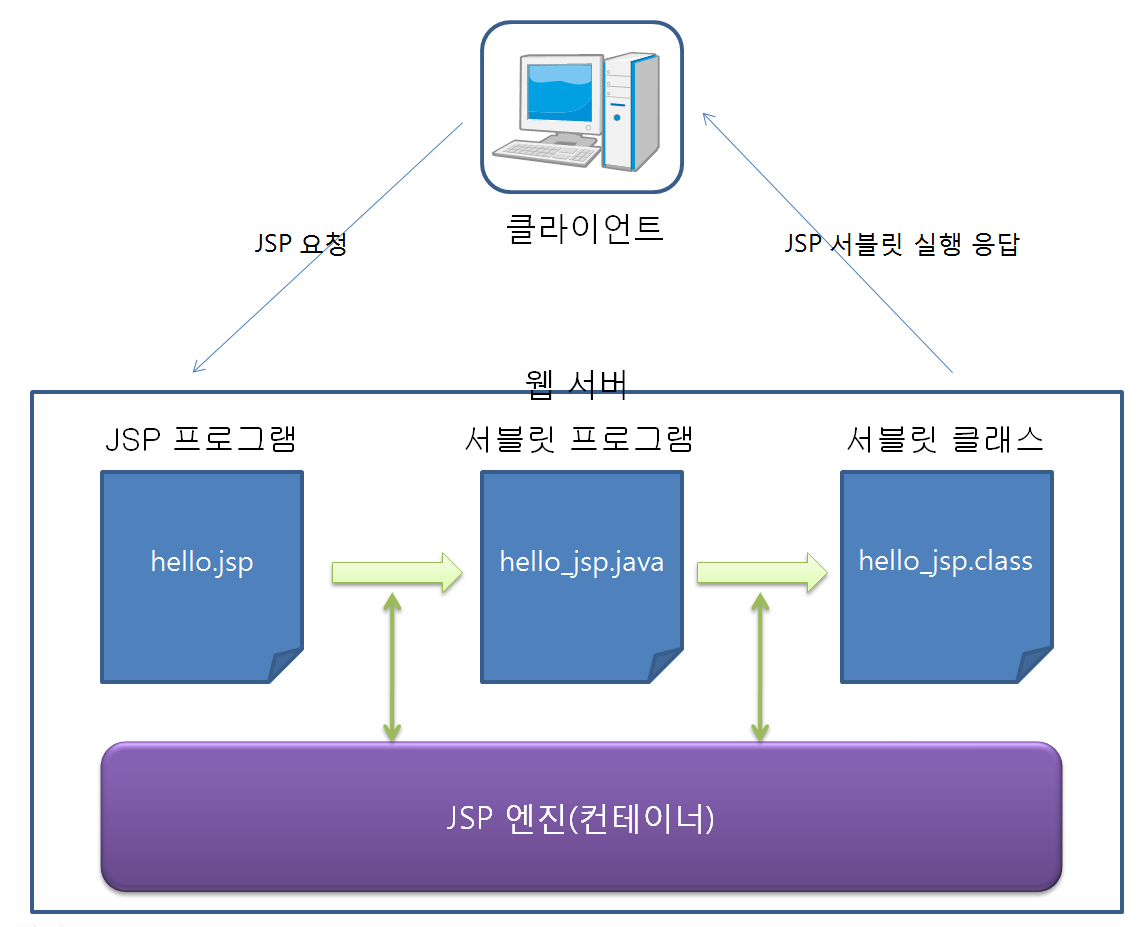 클라이언트
JSP 요청
JSP 서블릿 실행 응답
웹 서버
JSP 프로그램
서블릿 프로그램
서블릿 클래스
hello.jsp
hello_jsp.java
hello_jsp.class
JSP 엔진(컨테이너)